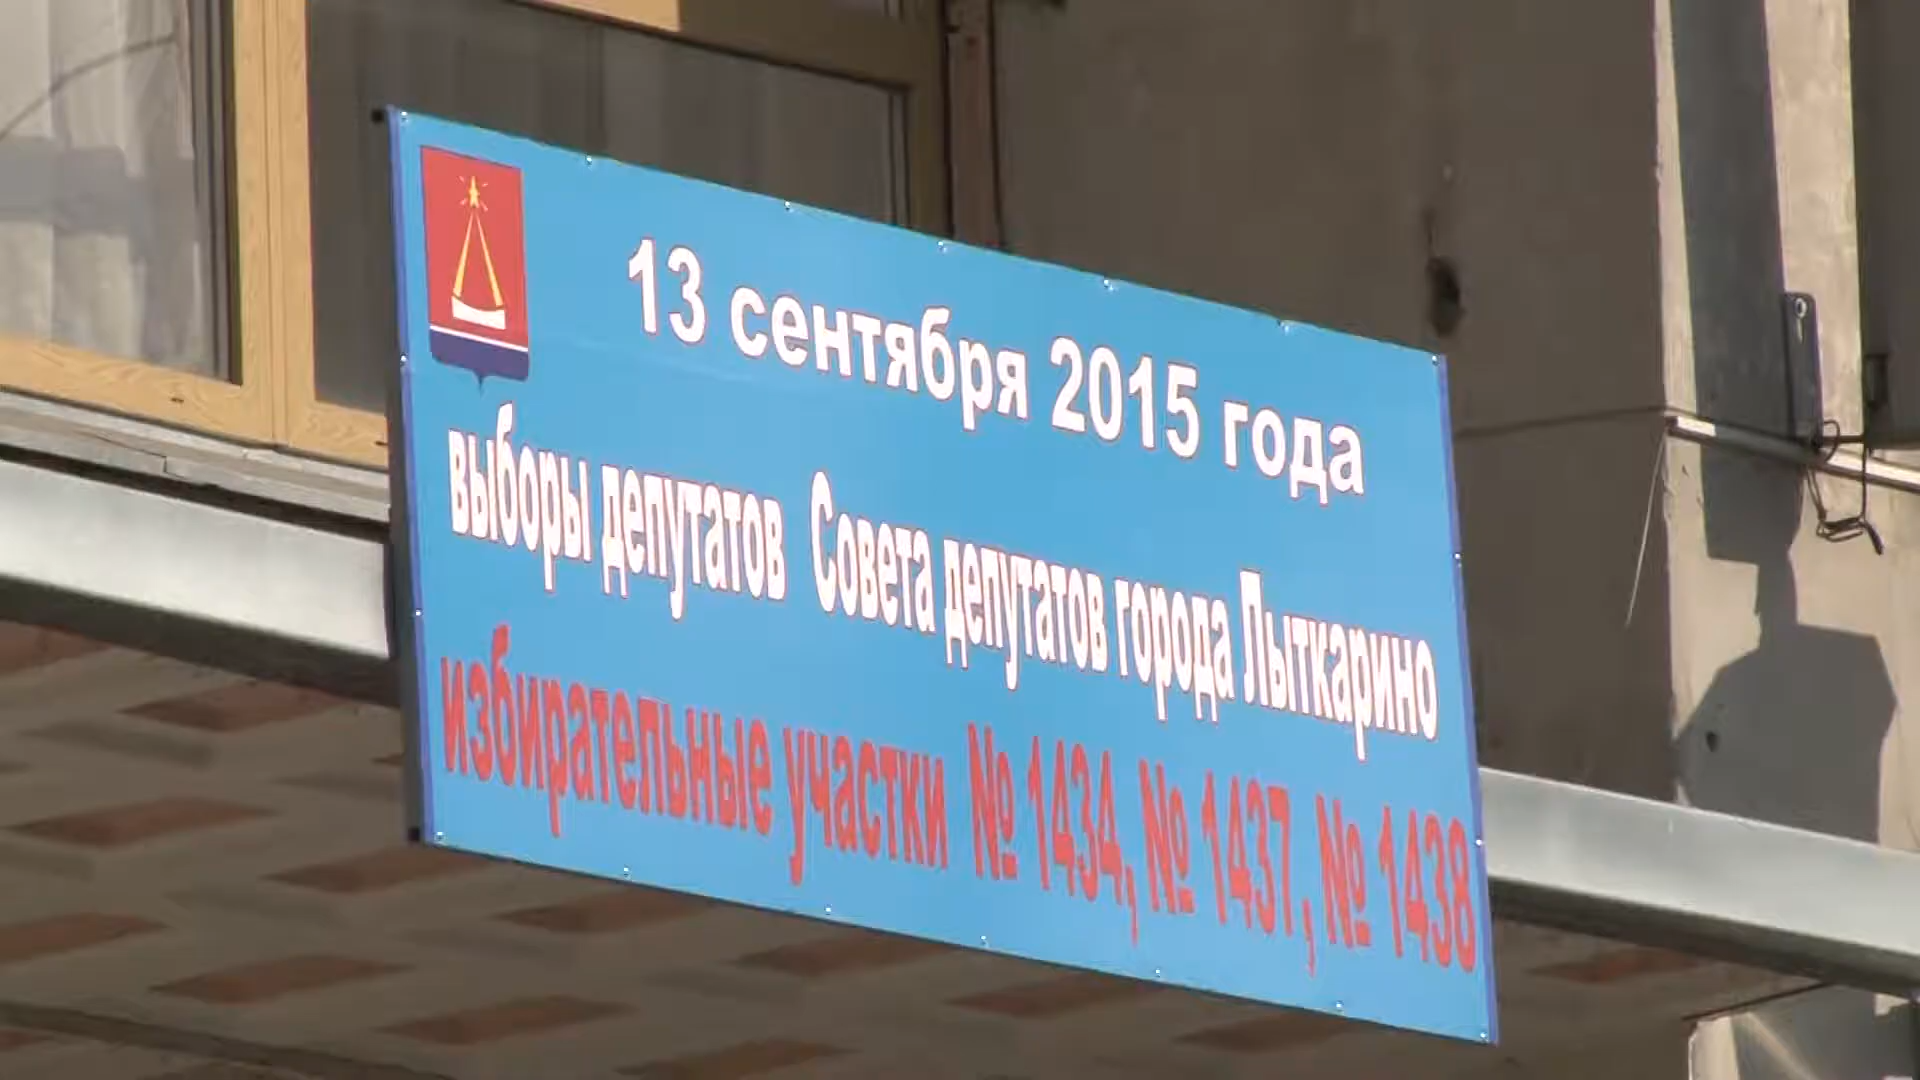 13 сентября 2015 года
выборы депутатов Совета депутатов города Лыткарино
избирательные участки № 1434, № 1437, № 1438